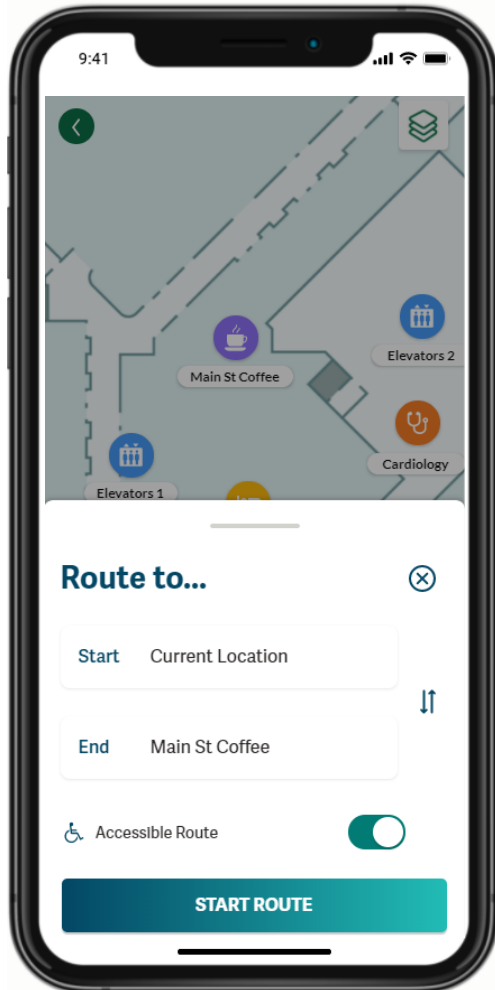 9:41
Elevators 2
Main St Coffee
Cardiology
Elevators 1
Route to...
Start Current Location
End Main St Coffee
Accessible Route
START ROUTE